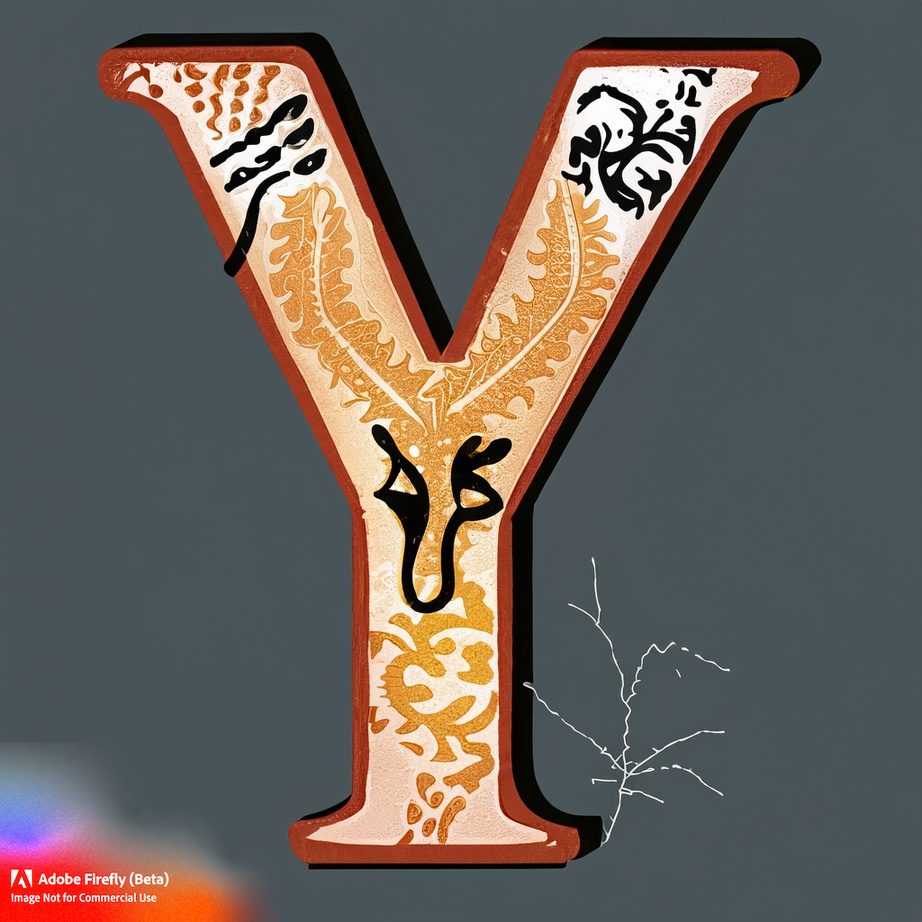 Y
Adobe Firefly (Beta)
Image Not for Commercial Use